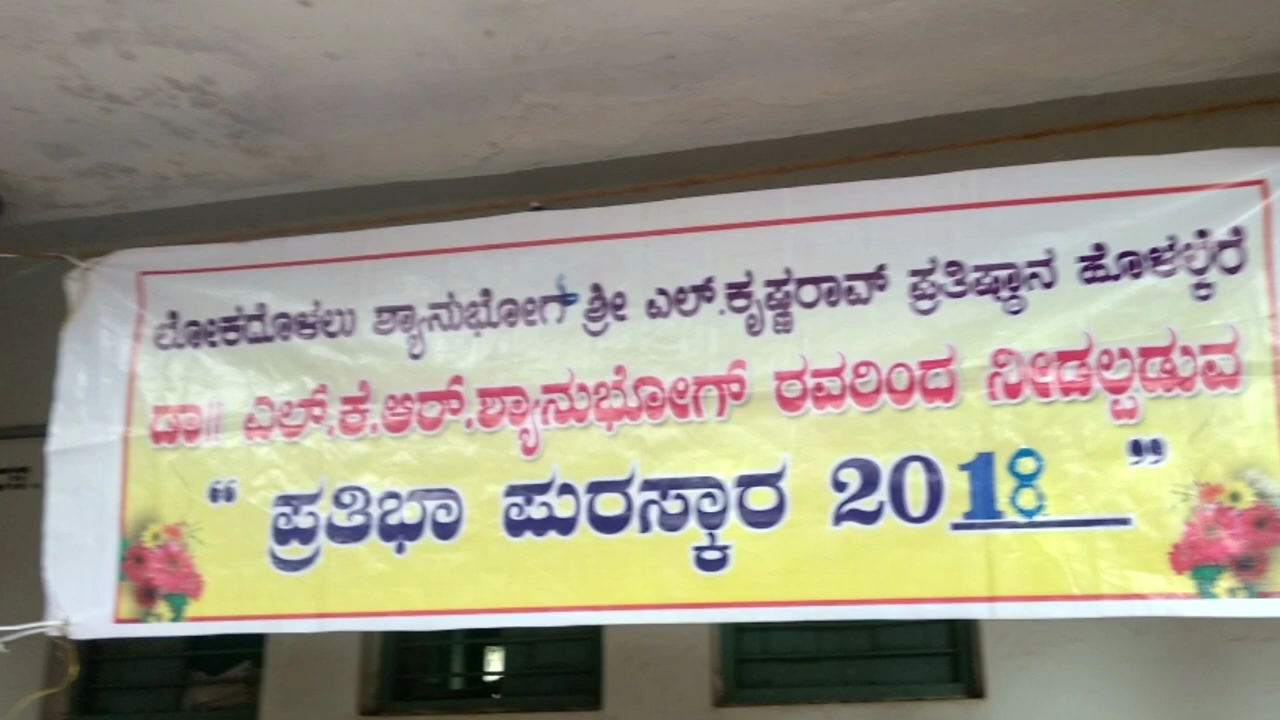 ಲೋಕದೊಳಲು ಶ್ಯಾನುಭೋಗ್ ಶ್ರೀ ಎಲ್.ಕೃಷ್ಣರಾವ್ ಪ್ರತಿಷ್ಠಾನ ಹೊಳಲ್ಕೆರೆ
ಡಾ|| ಎಲ್.ಕೆ.ಆರ್.ಶ್ಯಾನುಭೋಗ್ ರವರಿಂದ ನೀಡಲ್ಪಡುವ
“ ಪ್ರತಿಭಾ ಪುರಸ್ಕಾರ 2018 ”